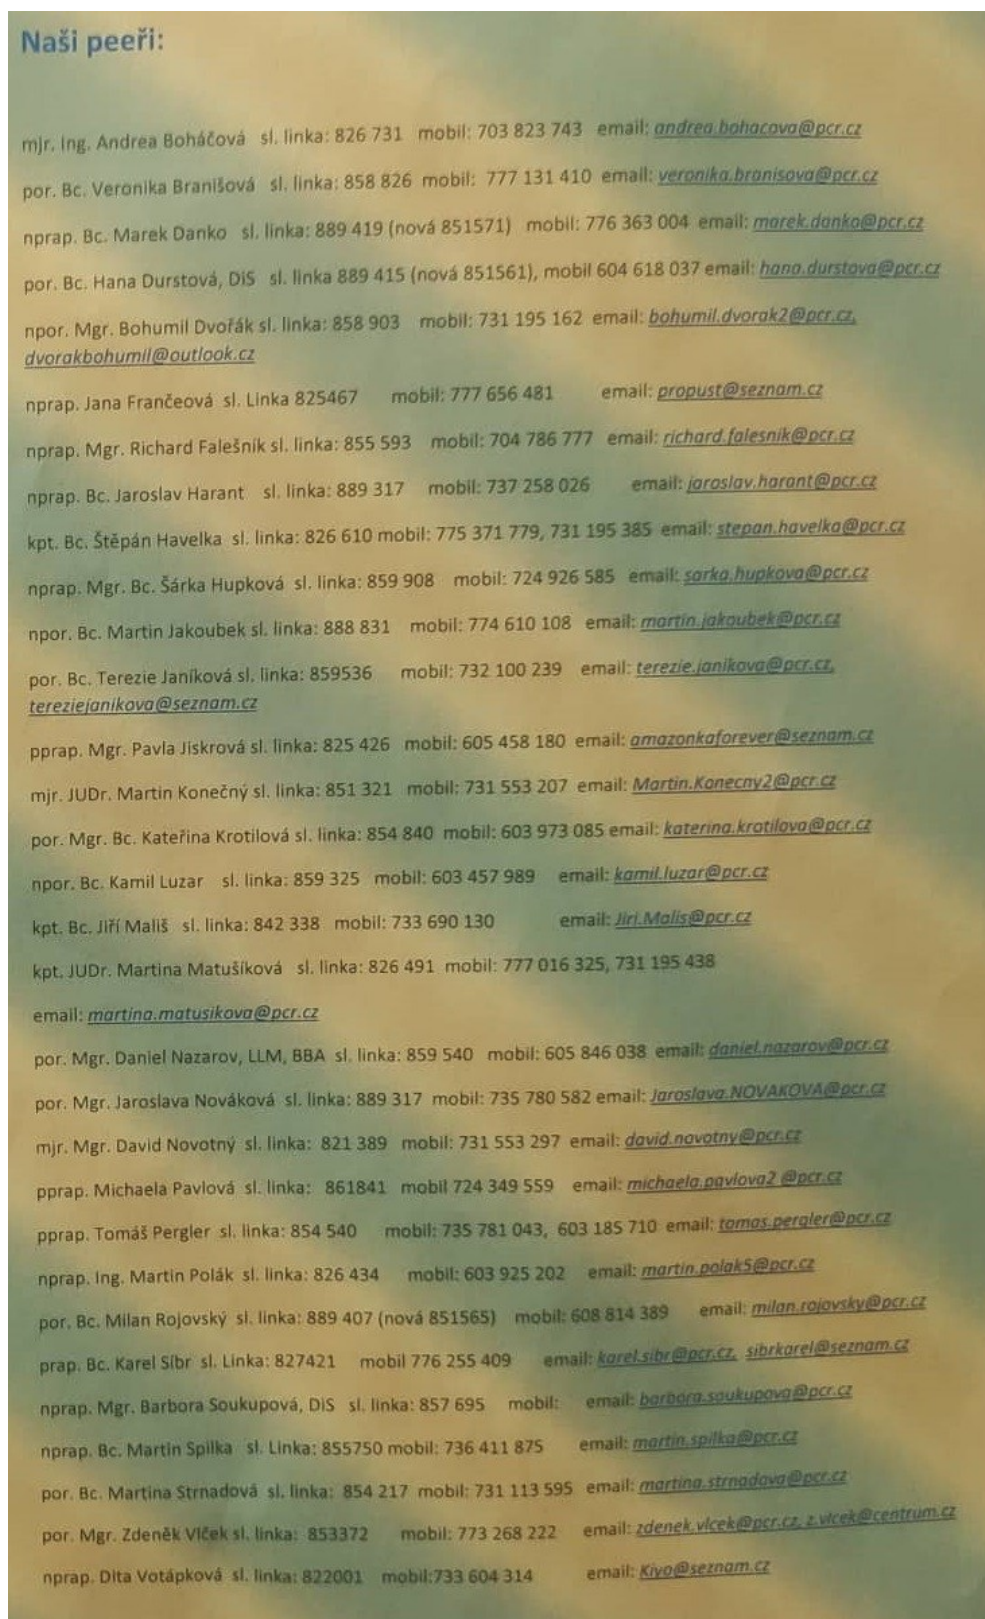 Naši peeři:
mjr. Ing. Andrea Boháčová sl. linka: 826 731 mobil: 703 823 743 email: andrea.bohacova@pcr.cz
por. Bc. Veronika Branišová sl. linka: 858 826 mobil: 777 131 410 email: veronika.branisova@pcr.cz
nprap. Bc. Marek Danko sl. linka: 889 419 (nová 851571) mobil: 776 363 004 email: marek.danko@pcr.cz
por. Bc. Hana Durstová, DiS sl. linka 889 415 (nová 851561), mobil 604 618 037 email: hana.durstova@pcr.cz
npor. Mgr. Bohumil Dvořák sl. linka: 858 903 mobil: 731 195 162 email: bohumil.dvorak2@pcr.cz,
dvorakbohumil@outlook.cz
nprap. Jana Frančeová sl. Linka 825467 mobil: 777 656 481 email: propust@seznam.cz
nprap. Mgr. Richard Falešník sl. linka: 855 593 mobil: 704 786 777 email: richard.falesnik@pcr.cz
nprap. Bc. Jaroslav Harant sl. linka: 889 317 mobil: 737 258 026 email: jaroslav.harant@pcr.cz
kpt. Bc. Štěpán Havelka sl. linka: 826 610 mobil: 775 371 779, 731 195 385 email: stepan.havelka@pcr.cz
nprap. Mgr. Bc. Šárka Hupková sl. linka: 859 908 mobil: 724 926 585 email: sarka.hupkova@pcr.cz
npor. Bc. Martin Jakoubek sl. linka: 888 831 mobil: 774 610 108 email: martin.jakoubek@pcr.cz
por. Bc. Terezie Janíková sl. linka: 859536 mobil: 732 100 239 email: terezie.janikova@pcr.cz,
tereziejanikova@seznam.cz
pprap. Mgr. Pavla Jiskrová sl. linka: 825 426 mobil: 605 458 180 email: amazonkaforever@seznam.cz
mjr. JUDr. Martin Konečný sl. linka: 851 321 mobil: 731 553 207 email: Martin.Konecny2@pcr.cz
por. Mgr. Bc. Kateřina Krotilová sl. linka: 854 840 mobil: 603 973 085 email: katerina.krotilova@pcr.cz
npor. Bc. Kamil Luzar sl. linka: 859 325 mobil: 603 457 989 email: kamil.luzar@pcr.cz
kpt. Bc. Jiří Mališ sl. linka: 842 338 mobil: 733 690 130 email: Jiri.Malis@pcr.cz
kpt. JUDr. Martina Matušíková sl. linka: 826 491 mobil: 777 016 325, 731 195 438
email: martina.matusikova@pcr.cz
por. Mgr. Daniel Nazarov, LLM, BBA sl. linka: 859 540 mobil: 605 846 038 email: daniel.nazarov@pcr.cz
por. Mgr. Jaroslava Nováková sl. linka: 889 317 mobil: 735 780 582 email: Jaroslava.NOVAKOVA@pcr.cz
mjr. Mgr. David Novotný sl. linka: 821 389 mobil: 731 553 297 email: david.novotny@pcr.cz
pprap. Michaela Pavlová sl. linka: 861841 mobil 724 349 559 email: michaela.pavlova2 @pcr.cz
pprap. Tomáš Pergler sl. linka: 854 540 mobil: 735 781 043, 603 185 710 email: tomas.pergler@pcr.cz
nprap. Ing. Martin Polák sl. linka: 826 434 mobil: 603 925 202 email: martin.polak5@pcr.cz
por. Bc. Milan Rojovský sl. linka: 889 407 (nová 851565) mobil: 608 814 389 email: milan.rojovsky@pcr.cz
prap. Bc. Karel Síbr sl. Linka: 827421 mobil 776 255 409 email: karel.sibr@pcr.cz, sibrkarel@seznam.cz
nprap. Mgr. Barbora Soukupová, DiS sl. linka: 857 695 mobil: email: barbora.soukupova@pcr.cz
nprap. Bc. Martin Spilka sl. Linka: 855750 mobil: 736 411 875 email: martin.spilka@pcr.cz
por. Bc. Martina Strnadová sl. linka: 854 217 mobil: 731 113 595 email: martina.strnadova@pcr.cz
por. Mgr. Zdeněk Vlček sl. linka: 853372 mobil: 773 268 222 email: zdenek.vlcek@pcr.cz, z.vlcek@centrum.cz
nprap. Dita Votápková sl. linka: 822001 mobil:733 604 314 email: Kivo@seznam.cz